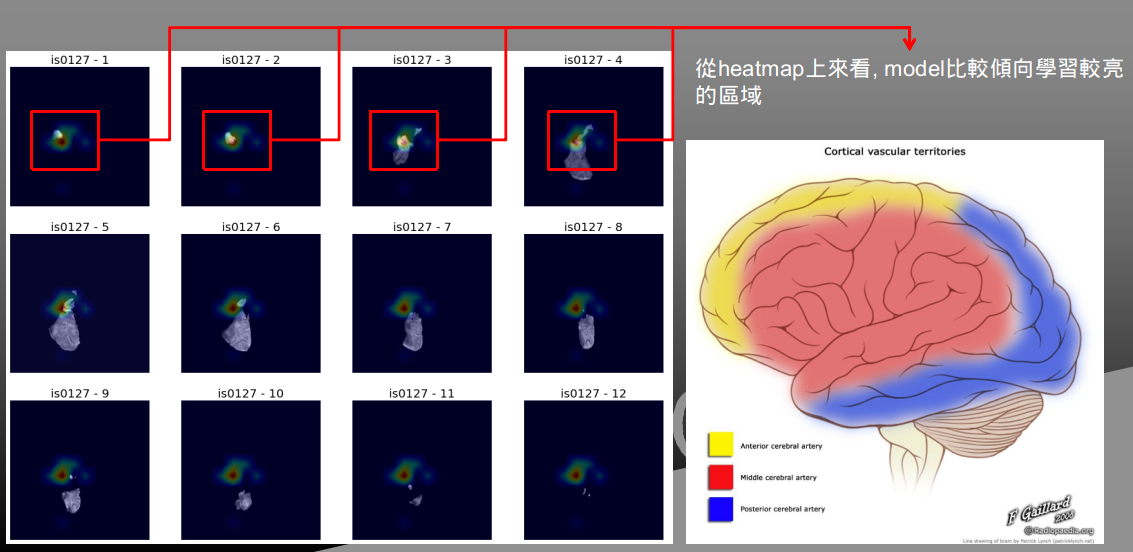 is0127 - 1
is0127 - 2
is0127 - 3
is0127 - 4
從heatmap上來看, model比較傾向學習較亮
的區域
is0127 - 5
is0127 - 6
is0127 - 7
is0127 - 8
is0127 - 9
is0127 - 10
is0127 - 11
is0127 - 12
Cortical vascular territories
Anterior cerebral artery
Middle cerebral artery
Posterior cerebral artery
F Gaillard
2008
@Radiopaedia.org
Line drawing of brain by Patrick Lynch (patricklynch.net)